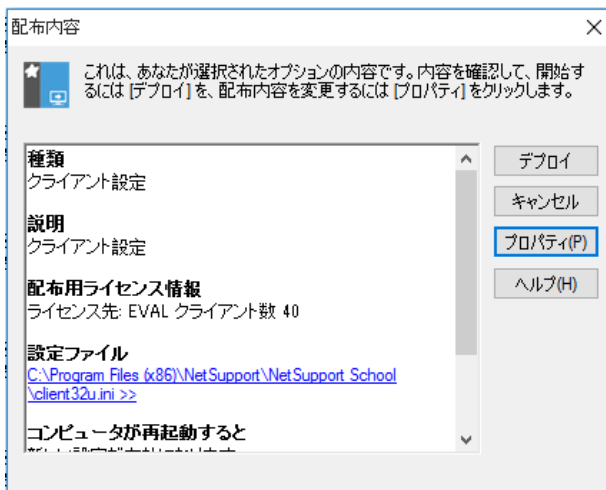 配布内容
これは、あなたが選択されたオプションの内容です。内容を確認して、開始す
るには [デプロイ] を、配布内容を変更するには [プロパティ] をクリックします。
種類
クライアント設定
説明
クライアント設定
配布用ライセンス情報
ライセンス先: EVAL クライアント数 40
設定ファイル
C:\Program Files (x86)\NetSupport\NetSupport School
\client32u.ini >>
コンピュータが再起動すると
デプロイ
キャンセル
プロパティ(P)
ヘルプ(H)